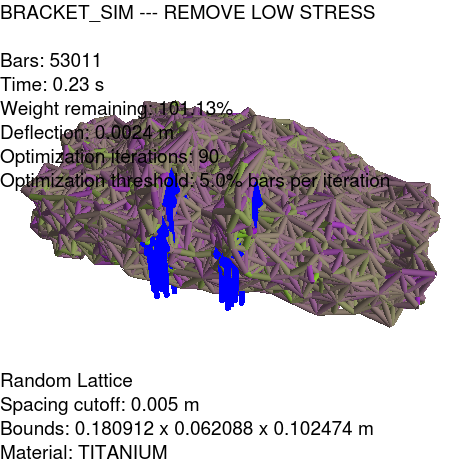 BRACKET_SIM --- REMOVE LOW STRESS
Bars: 53011
Time: 0.23 s
Weight remaining: 101.13%
Deflection: 0.0024 m
Optimization iterations: 90
Optimization threshold: 5.0% bars per iteration
Random Lattice
Spacing cutoff: 0.005 m
Bounds: 0.180912 x 0.062088 x 0.102474 m
Material: TITANIUM